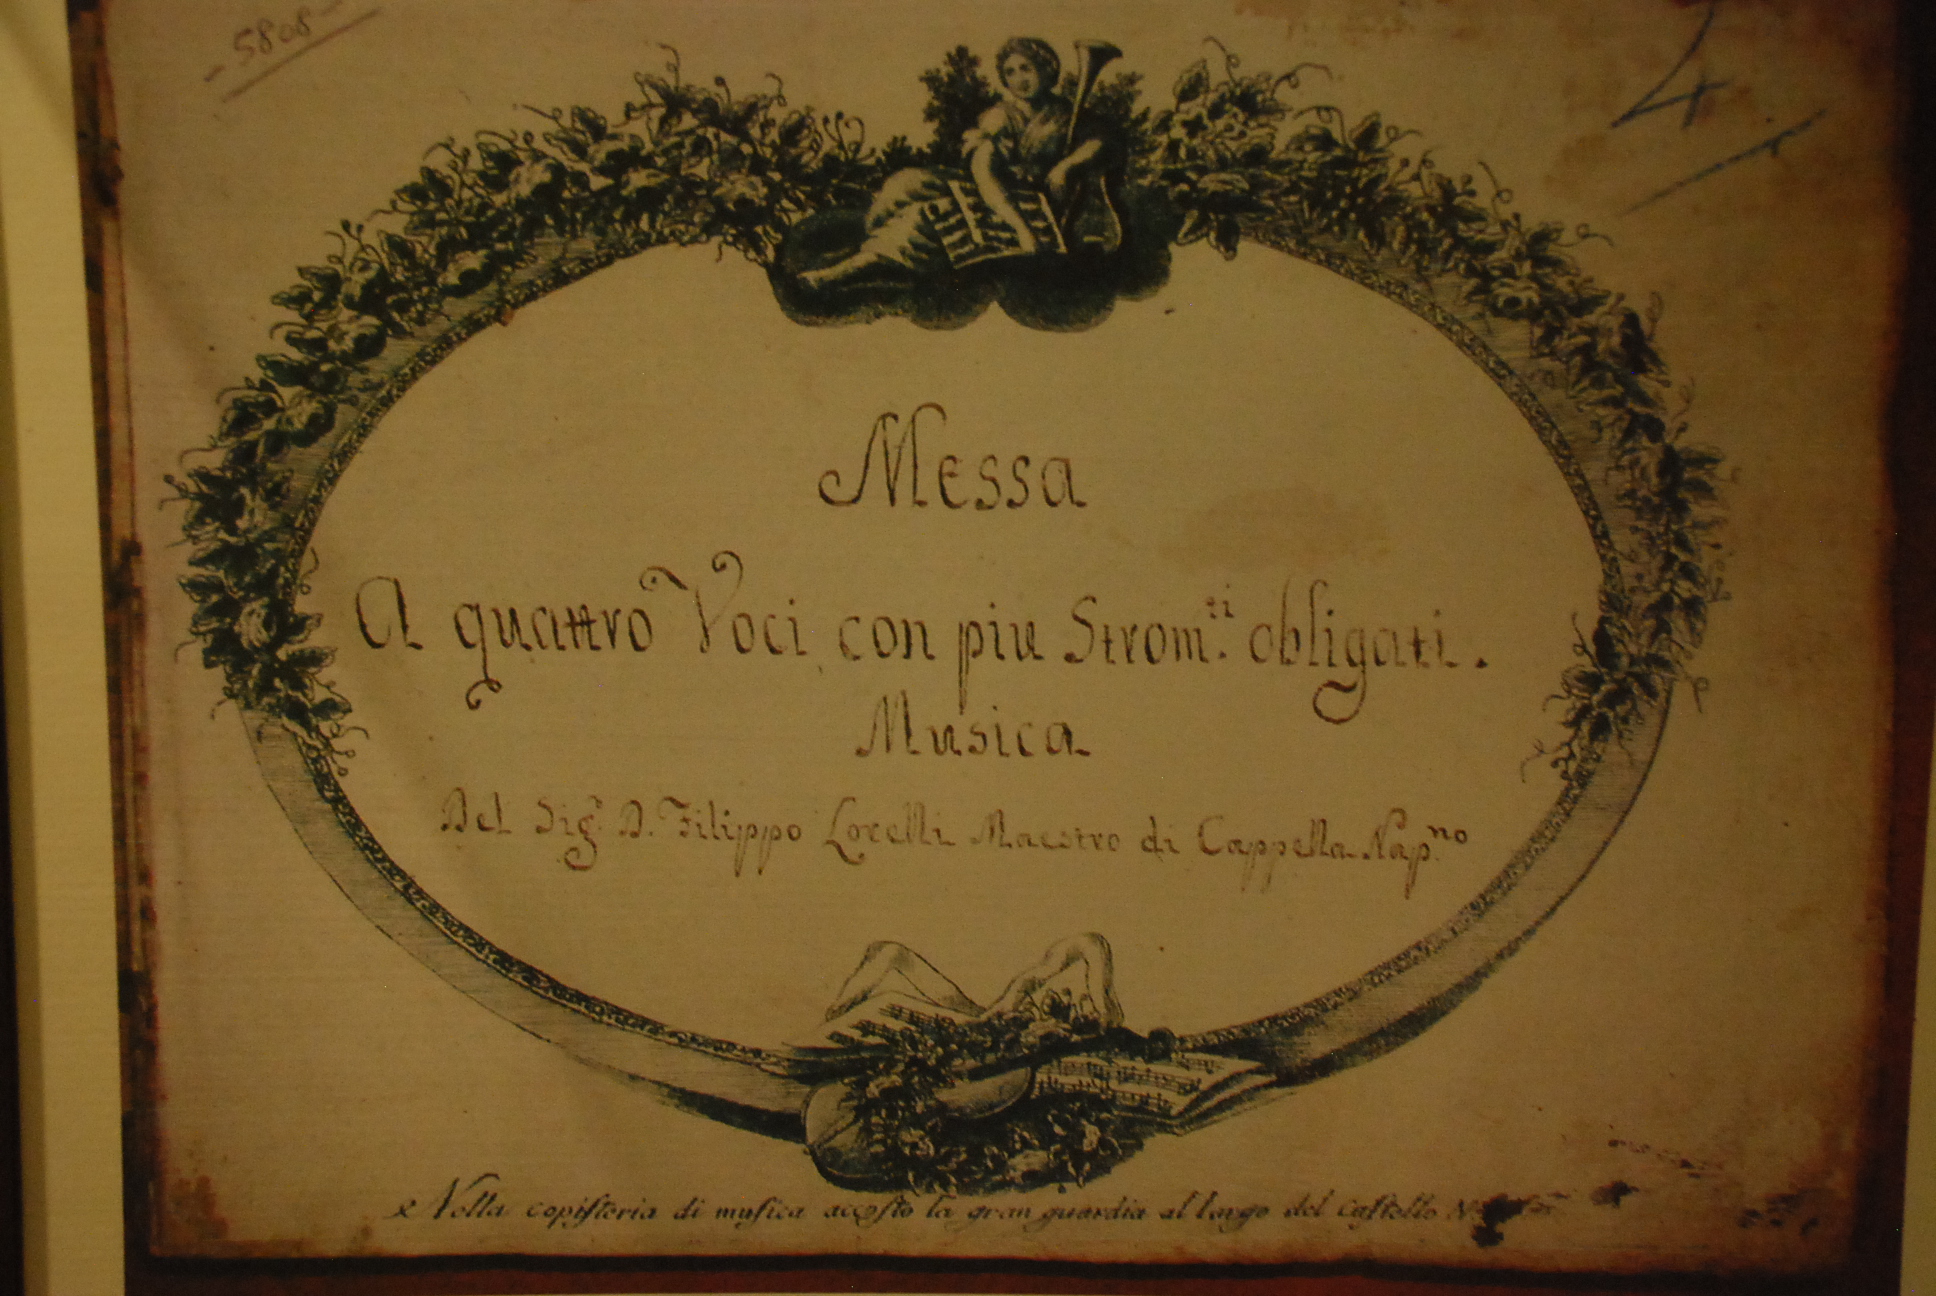 - 5808 -
4
Messa
A quattro Voci con piu Strom.ti obligati.
Musica
Del Sig.r D. Filippo Lorelli Maestro di Cappella Nap.no
Nella copisteria di musica accosto la gran guardia al largo del Castello N